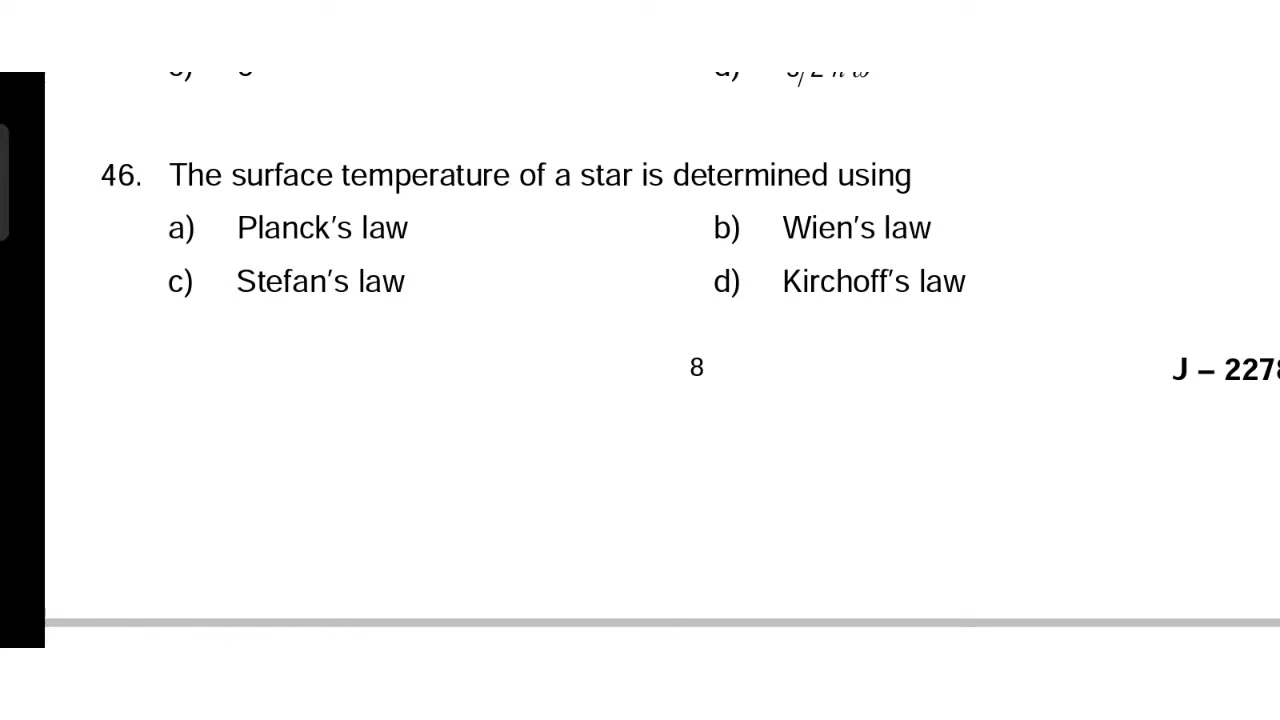 46. The surface temperature of a star is determined using
a) Planck's law b) Wien's law
c) Stefan's law d) Kirchoff's law
8 J – 2278